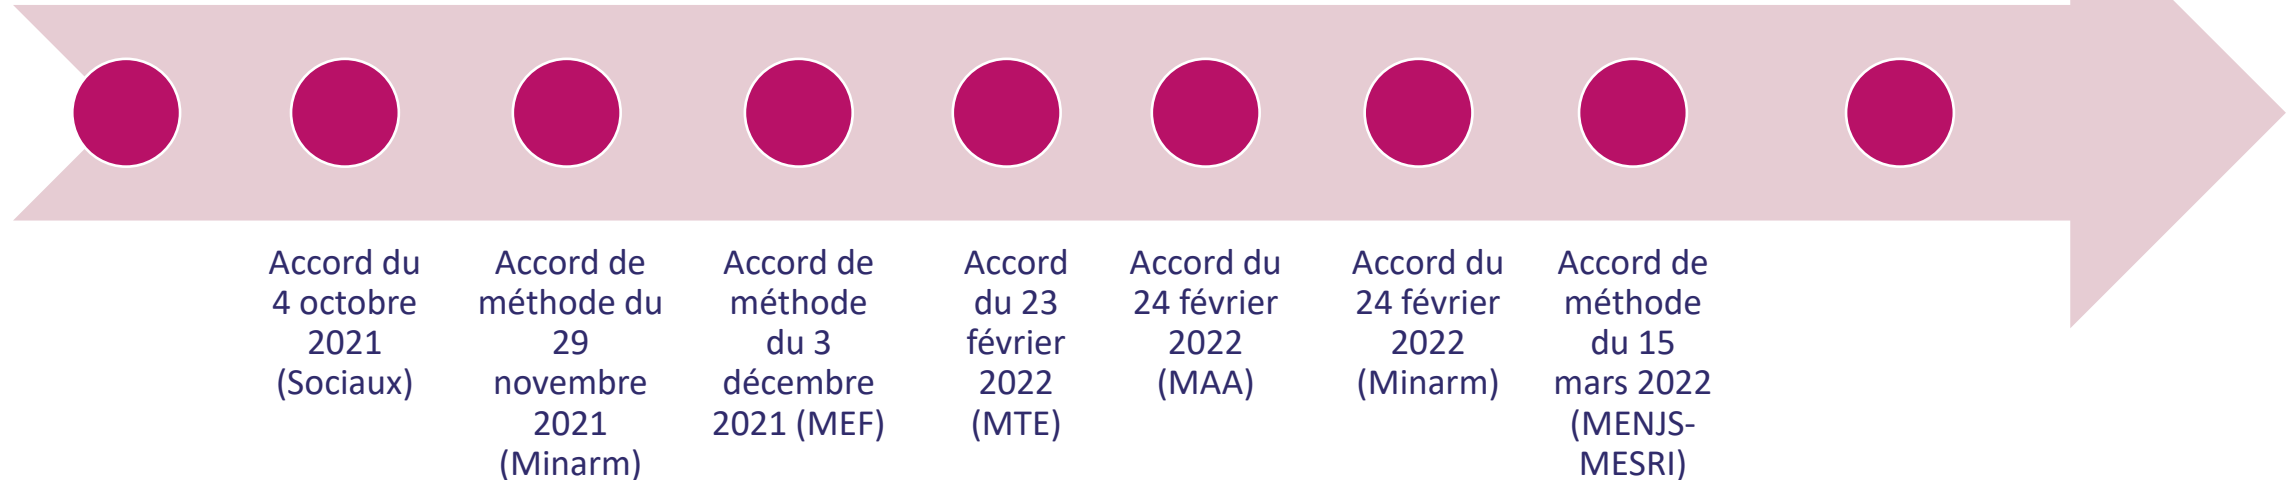 Accord du
4 octobre
2021
(Sociaux)
Accord de
méthode du
29
novembre
2021
(Minarm)
Accord de
méthode
du 3
décembre
2021 (MEF)
Accord
du 23
février
2022
(MTE)
Accord du
24 février
2022
(MAA)
Accord du
24 février
2022
(Minarm)
Accord de
méthode
du 15
mars 2022
(MENJS-
MESRI)